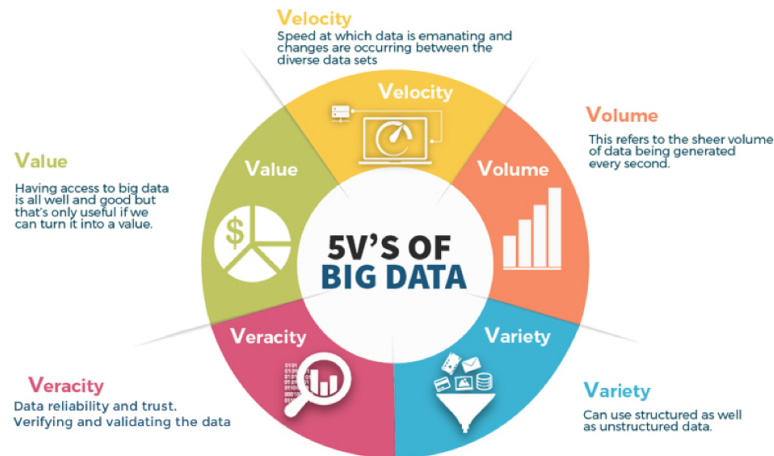 Velocity
Speed at which data is emanating and
changes are occurring between the
diverse data sets
Velocity
Volume
This refers to the sheer volume
of data being generated
every second.
Volume
Value
Having access to big data
is all well and good but
that's only useful if we
can turn it into a value.
Value
$
5V'S OF
BIG DATA
Veracity
Veracity
Data reliability and trust.
Verifying and validating the data
Variety
Variety
Can use structured as well
as unstructured data.